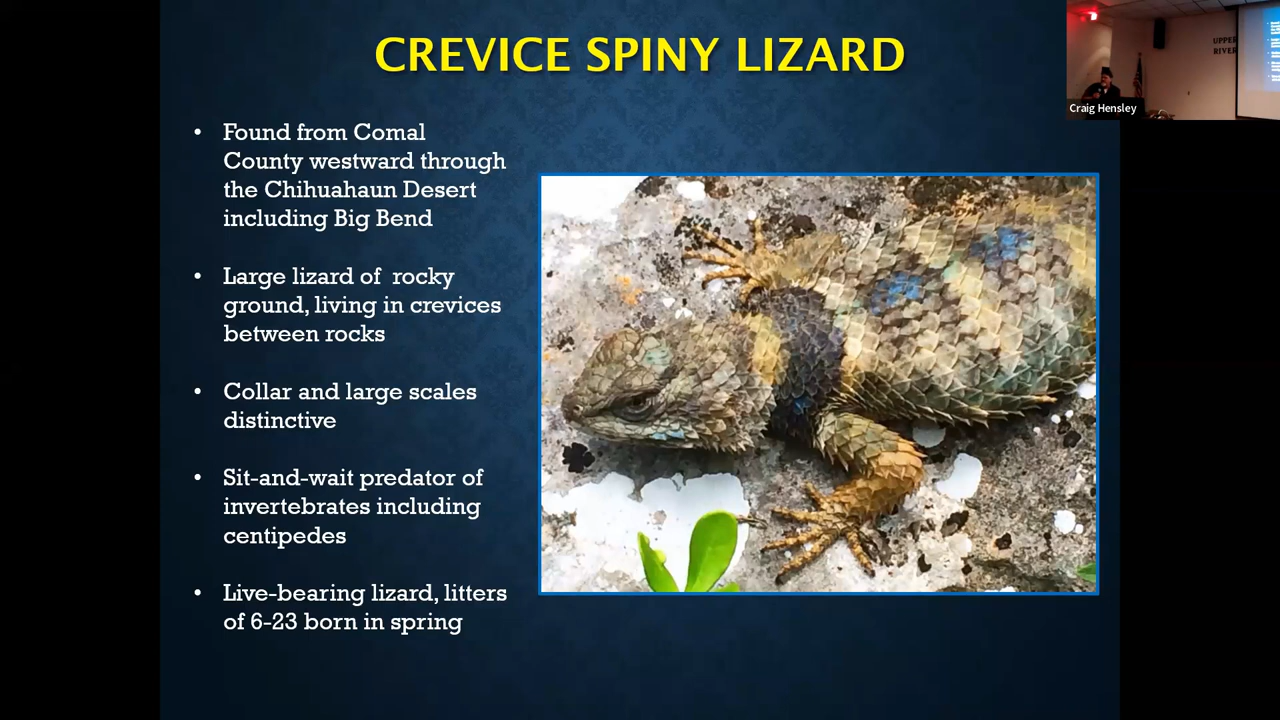 CREVICE SPINY LIZARD
• Found from Comal
County westward through
the Chihuahaun Desert
including Big Bend
• Large lizard of rocky
ground, living in crevices
between rocks
• Collar and large scales
distinctive
• Sit-and-wait predator of
invertebrates including
centipedes
• Live-bearing lizard, litters
of 6-23 born in spring
UPPER
RIVER
Craig Hensley